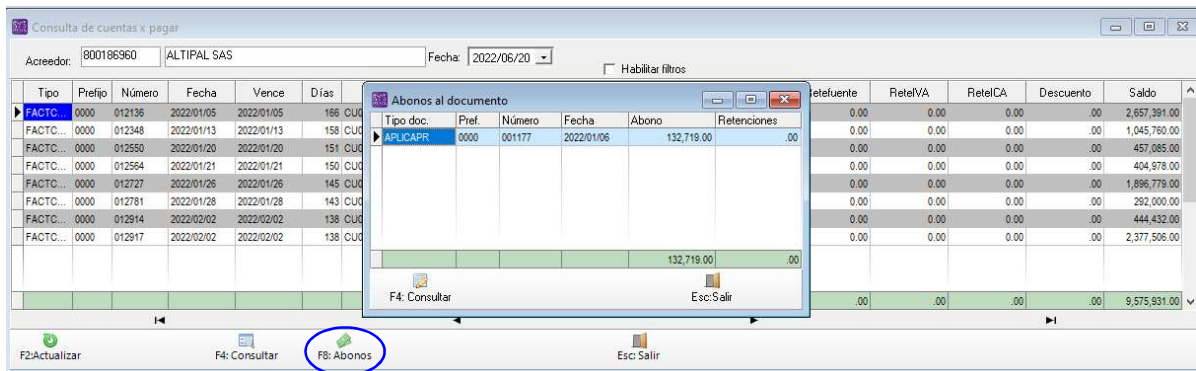 Consulta de cuentas x pagar
Acreedor: 800186960 ALTIPAL SAS Fecha: 2022/06/20 Habilitar filtros
Tipo Prefijo Número Fecha Vence Días Retefuente ReteIVA ReteICA Descuento Saldo
FACTC... 0000 012136 2022/01/05 2022/01/05 166 CUO 0.00 0.00 0.00 .00 2,657,391.00
FACTC... 0000 012348 2022/01/13 2022/01/13 158 CUO 0.00 0.00 0.00 .00 1,045,760.00
FACTC... 0000 012550 2022/01/20 2022/01/20 151 CUO 0.00 0.00 0.00 .00 457,085.00
FACTC... 0000 012564 2022/01/21 2022/01/21 150 CUO 0.00 0.00 0.00 .00 404,978.00
FACTC... 0000 012727 2022/01/26 2022/01/26 145 CUO 0.00 0.00 0.00 .00 1,896,779.00
FACTC... 0000 012781 2022/01/28 2022/01/28 143 CUO 0.00 0.00 0.00 .00 292,000.00
FACTC... 0000 012914 2022/02/02 2022/02/02 138 CUO 0.00 0.00 0.00 .00 444,432.00
FACTC... 0000 012917 2022/02/02 2022/02/02 138 CUO 0.00 0.00 0.00 .00 2,377,506.00
.00 .00 .00 .00 9,575,931.00
Abonos al documento
Tipo doc. Pref. Número Fecha Abono Retenciones
APLICAPR 0000 001177 2022/01/06 132,719.00 .00
132,719.00 .00
F4: Consultar Esc:Salir
F2:Actualizar F4: Consultar F8: Abonos Esc: Salir